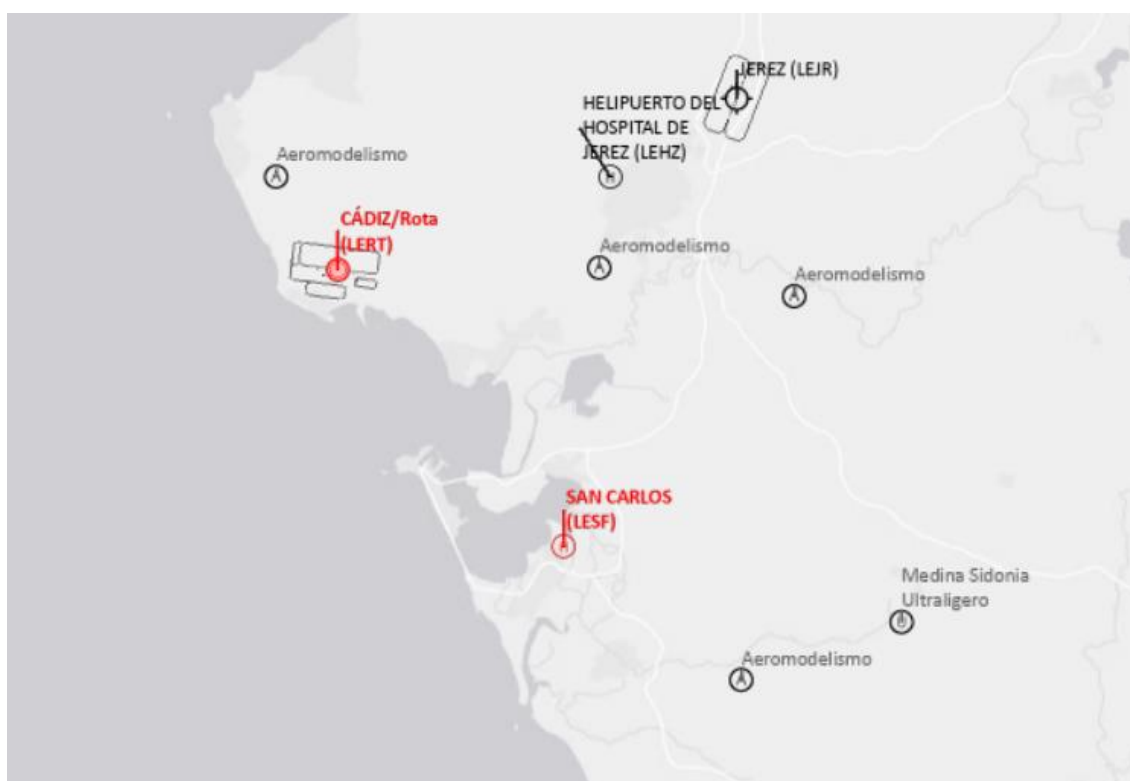 JEREZ (LEJR)
HELIPUERTO DEL
HOSPITAL DE
JEREZ (LEHZ)
Aeromodelismo
CÁDIZ/Rota
(LERT)
Aeromodelismo
Aeromodelismo
SAN CARLOS
(LESF)
Medina Sidonia
Ultraligero
Aeromodelismo